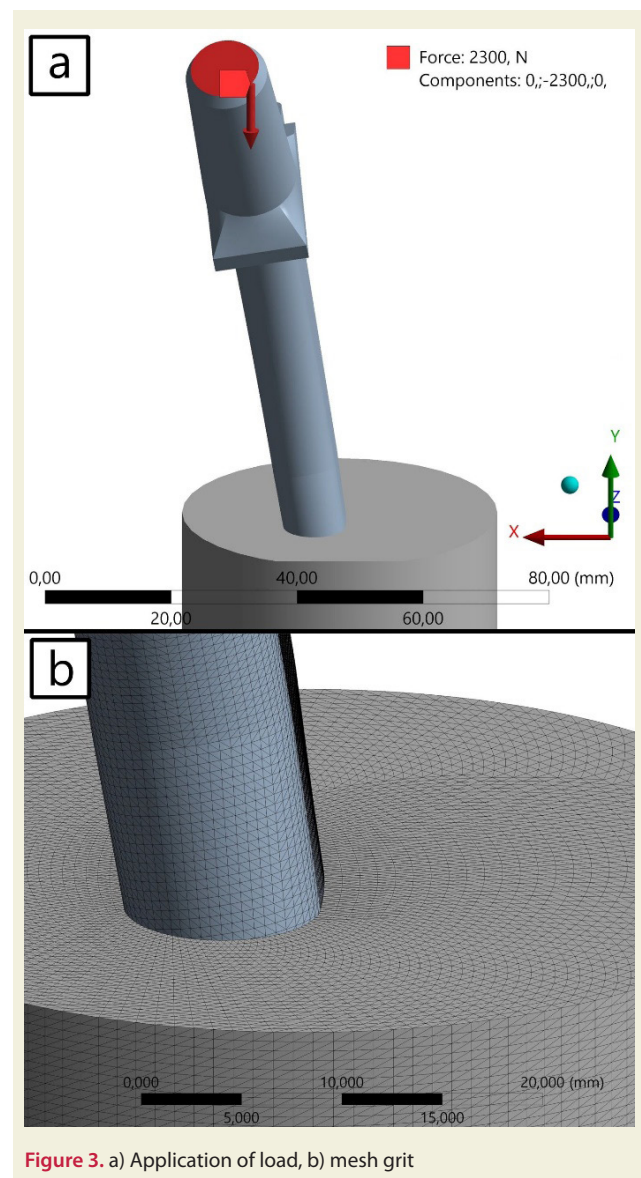 a
Force: 2300, N
Components: 0,;-2300,;0,
Y
Z
X
0,00
40,00
80,00 (mm)
20,00
60,00
b
0,000
10,000
20,000 (mm)
5,000
15,000
Figure 3. a) Application of load, b) mesh grit